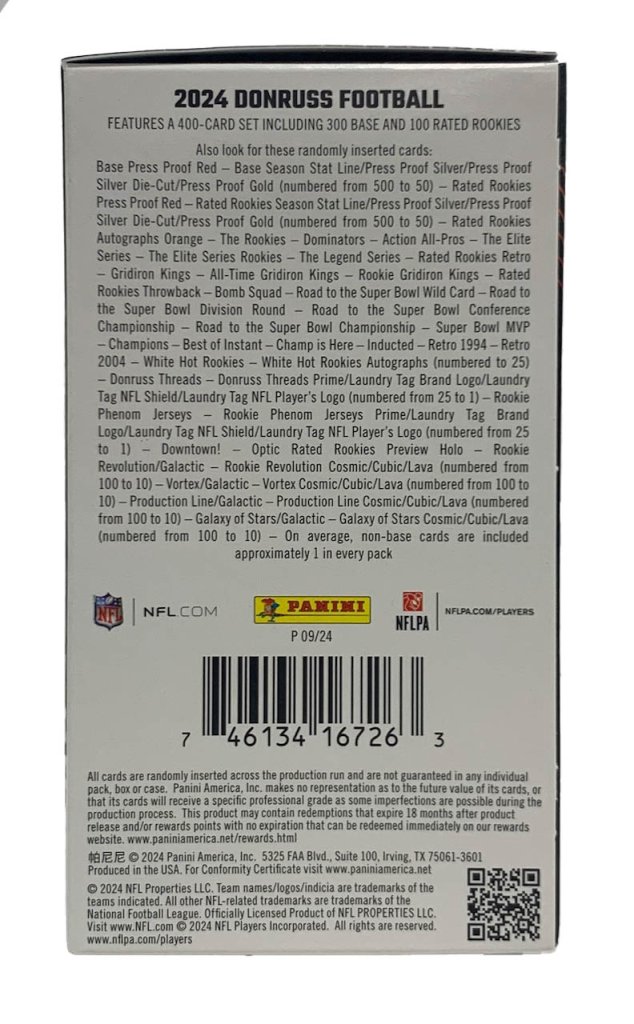 2024 DONRUSS FOOTBALL
FEATURES A 400-CARD SET INCLUDING 300 BASE AND 100 RATED ROOKIES
Also look for these randomly inserted cards:
Base Press Proof Red – Base Season Stat Line/Press Proof Silver/Press Proof
Silver Die-Cut/Press Proof Gold (numbered from 500 to 50) – Rated Rookies
Press Proof Red – Rated Rookies Season Stat Line/Press Proof Silver/Press Proof
Silver Die-Cut/Press Proof Gold (numbered from 500 to 50) – Rated Rookies
Autographs Orange – The Rookies – Dominators – Action All-Pros – The Elite
Series – The Elite Series Rookies – The Legend Series – Rated Rookies Retro
– Gridiron Kings – All-Time Gridiron Kings – Rookie Gridiron Kings – Rated
Rookies Throwback – Bomb Squad – Road to the Super Bowl Wild Card – Road to
the Super Bowl Division Round – Road to the Super Bowl Conference
Championship – Road to the Super Bowl Championship – Super Bowl MVP
– Champions – Best of Instant – Champ is Here – Inducted – Retro 1994 – Retro
2004 – White Hot Rookies – White Hot Rookies Autographs (numbered to 25)
– Donruss Threads – Donruss Threads Prime/Laundry Tag Brand Logo/Laundry
Tag NFL Shield/Laundry Tag NFL Player's Logo (numbered from 25 to 1) – Rookie
Phenom Jerseys – Rookie Phenom Jerseys Prime/Laundry Tag Brand
Logo/Laundry Tag NFL Shield/Laundry Tag NFL Player's Logo (numbered from 25
to 1) – Downtown! – Optic Rated Rookies Preview Holo – Rookie
Revolution/Galactic – Rookie Revolution Cosmic/Cubic/Lava (numbered from
100 to 10) – Vortex/Galactic – Vortex Cosmic/Cubic/Lava (numbered from 100 to
10) – Production Line/Galactic – Production Line Cosmic/Cubic/Lava (numbered
from 100 to 10) – Galaxy of Stars/Galactic – Galaxy of Stars Cosmic/Cubic/Lava
(numbered from 100 to 10) – On average, non-base cards are included
approximately 1 in every pack
NFL | NFL.COM PANINI NFLPA | NFLPA.COM/PLAYERS
P 09/24
7 46134 16726 3
All cards are randomly inserted across the production run and are not guaranteed in any individual
pack, box or case. Panini America, Inc. makes no representation as to the future value of its cards, or
that its cards will receive a specific professional grade as some imperfections are possible during the
production process. This product may contain redemptions that expire 18 months after product
release and/or rewards points with no expiration that can be redeemed immediately on our rewards
website. www.paniniamerica.net/rewards.html
帕尼尼 © 2024 Panini America, Inc. 5325 FAA Blvd., Suite 100, Irving, TX 75061-3601
Produced in the USA. For Conformity Certificate visit www.paniniamerica.net
© 2024 NFL Properties LLC. Team names/logos/indicia are trademarks of the
teams indicated. All other NFL-related trademarks are trademarks of the
National Football League. Officially Licensed Product of NFL PROPERTIES LLC.
Visit www.NFL.com © 2024 NFL Players Incorporated. All rights are reserved.
www.nflpa.com/players